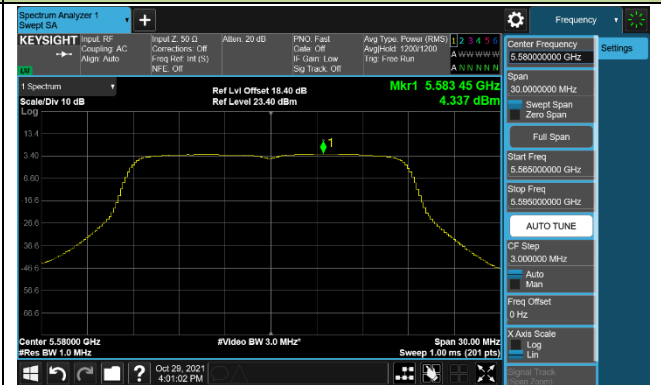 Spectrum Analyzer 1
Swept SA
Frequency
KEYSIGHT
Input: RF
Coupling: AC
Align: Auto
Input Z: 50 Ω
Corrections: Off
Freq Ref: Int (S)
NFE: Off
Atten: 20 dB
PNO: Fast
Gate: Off
IF Gain: Low
Sig Track: Off
Avg Type: Power (RMS)
Avg|Hold: 1200/1200
Trig: Free Run
1 2 3 4 5 6
A W W W W W
A N N N N N
LW
1 Spectrum
Scale/Div 10 dB
Log
Ref Lvl Offset 18.40 dB
Ref Level 23.40 dBm
Mkr1 5.583 45 GHz
4.337 dBm
13.4
3.40
-6.60
-16.6
-26.6
-36.6
-46.6
-56.6
-66.6
1
Center 5.58000 GHz
#Res BW 1.0 MHz
#Video BW 3.0 MHz*
Span 30.00 MHz
Sweep 1.00 ms (201 pts)
Oct 29, 2021
4:01:02 PM
Center Frequency
5.580000000 GHz
Span
30.0000000 MHz
Swept Span
Zero Span
Full Span
Start Freq
5.565000000 GHz
Stop Freq
5.595000000 GHz
AUTO TUNE
CF Step
3.000000 MHz
Auto
Man
Freq Offset
0 Hz
X Axis Scale
Log
Lin
Signal Track
(Span Zoom)
Settings